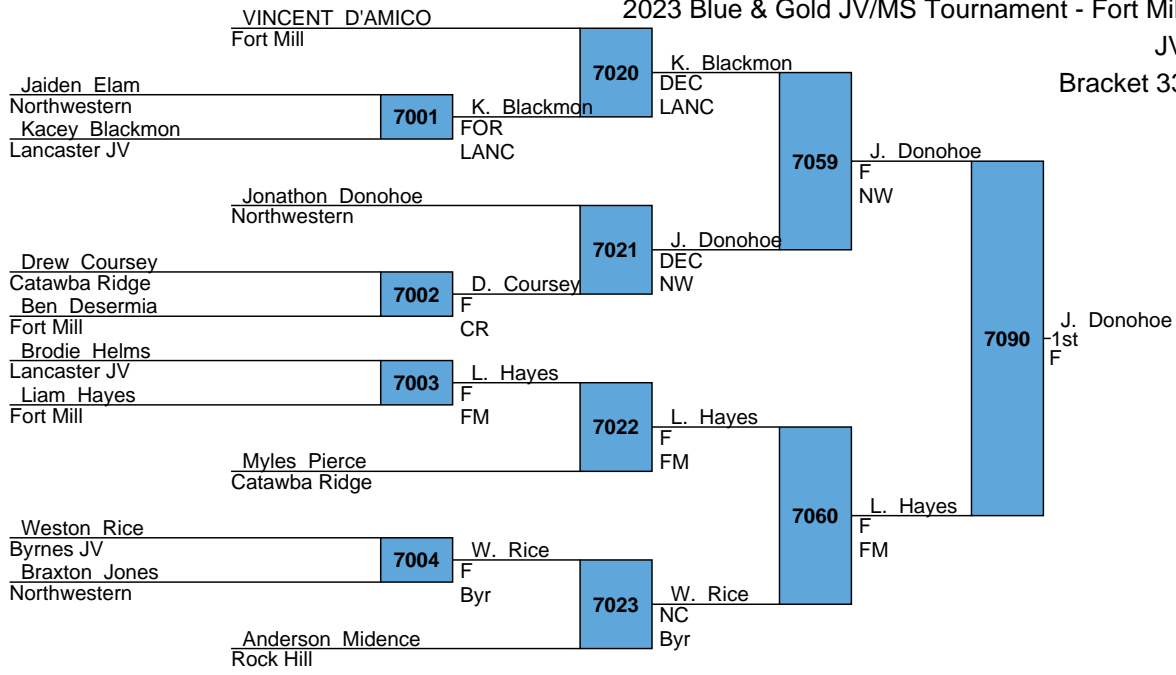 2023 Blue & Gold JV/MS Tournament - Fort Mil
JV
Bracket 33
VINCENT D'AMICO
Fort Mill
Jaiden Elam
Northwestern
Kacey Blackmon
Lancaster JV
7001
K. Blackmon
FOR
LANC
7020
K. Blackmon
DEC
LANC
Jonathon Donohoe
Northwestern
Drew Coursey
Catawba Ridge
Ben Desermia
Fort Mill
7002
D. Coursey
F
CR
7021
J. Donohoe
DEC
NW
7059
J. Donohoe
F
NW
Brodie Helms
Lancaster JV
Liam Hayes
Fort Mill
7003
L. Hayes
F
FM
Myles Pierce
Catawba Ridge
7022
L. Hayes
F
FM
Weston Rice
Byrnes JV
Braxton Jones
Northwestern
7004
W. Rice
F
Byr
Anderson Midence
Rock Hill
7023
W. Rice
NC
Byr
7060
L. Hayes
F
FM
7090
J. Donohoe
1st
F